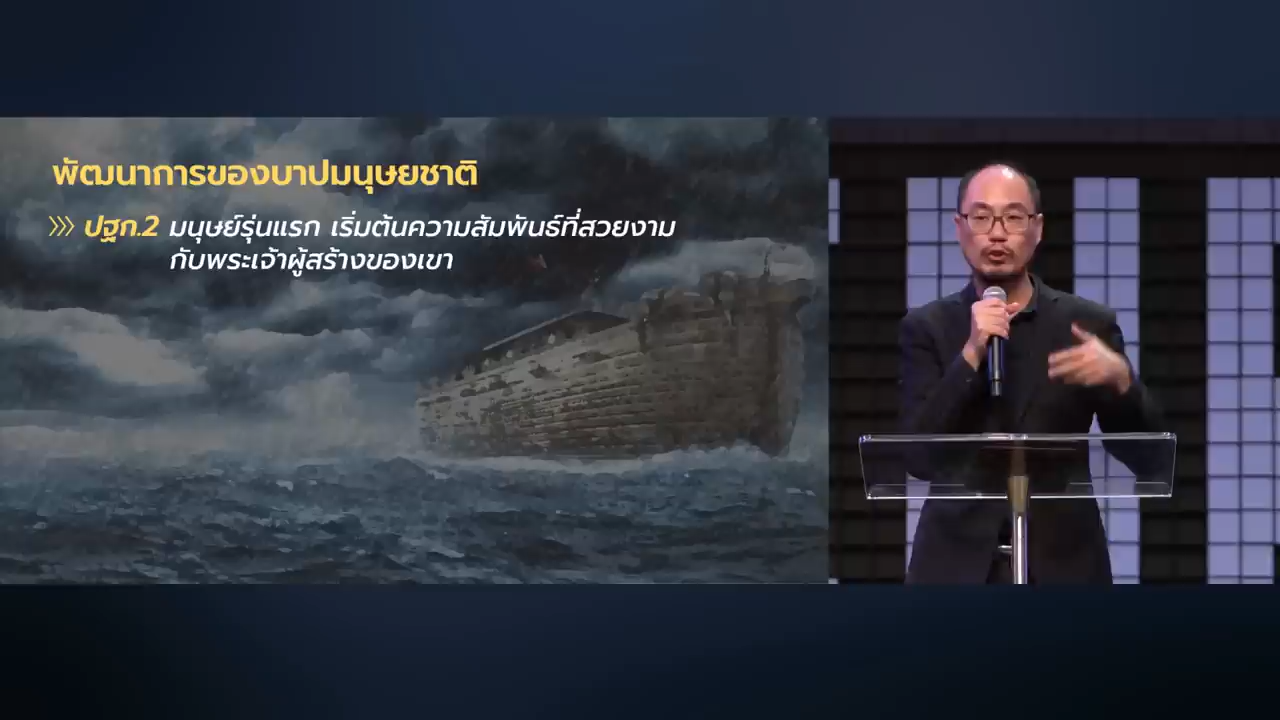 พัฒนาการของบาปมนุษยชาติ
ปฐก.2 มนุษย์รุ่นแรก เริ่มต้นความสัมพันธ์ที่สวยงาม
กับพระเจ้าผู้สร้างของเขา